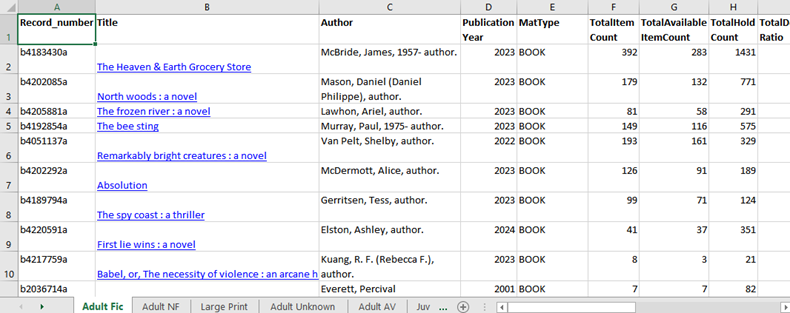 A B C D E F G H
1 Record_number Title Author Publication Year MatType TotalItem Count TotalAvailable ItemCount TotalHold Count TotalD Ratio
2 b4183430a The Heaven & Earth Grocery Store McBride, James, 1957- author. 2023 BOOK 392 283 1431
3 b4202085a North woods : a novel Mason, Daniel (Daniel Philippe), author. 2023 BOOK 179 132 771
4 b4205881a The frozen river : a novel Lawhon, Ariel, author. 2023 BOOK 81 58 291
5 b4192854a The bee sting Murray, Paul, 1975- author. 2023 BOOK 149 116 575
6 b4051137a Remarkably bright creatures : a novel Van Pelt, Shelby, author. 2022 BOOK 193 161 329
7 b4202292a Absolution McDermott, Alice, author. 2023 BOOK 126 91 189
8 b4189794a The spy coast : a thriller Gerritsen, Tess, author. 2023 BOOK 99 71 124
9 b4220591a First lie wins : a novel Elston, Ashley, author. 2024 BOOK 41 37 351
10 b4217759a Babel, or, The necessity of violence : an arcane h Kuang, R. F. (Rebecca F.), author. 2023 BOOK 8 3 21
b2036714a Everett, Percival 2001 BOOK 7 7 82
Adult Fic Adult NF Large Print Adult Unknown Adult AV Juv ...